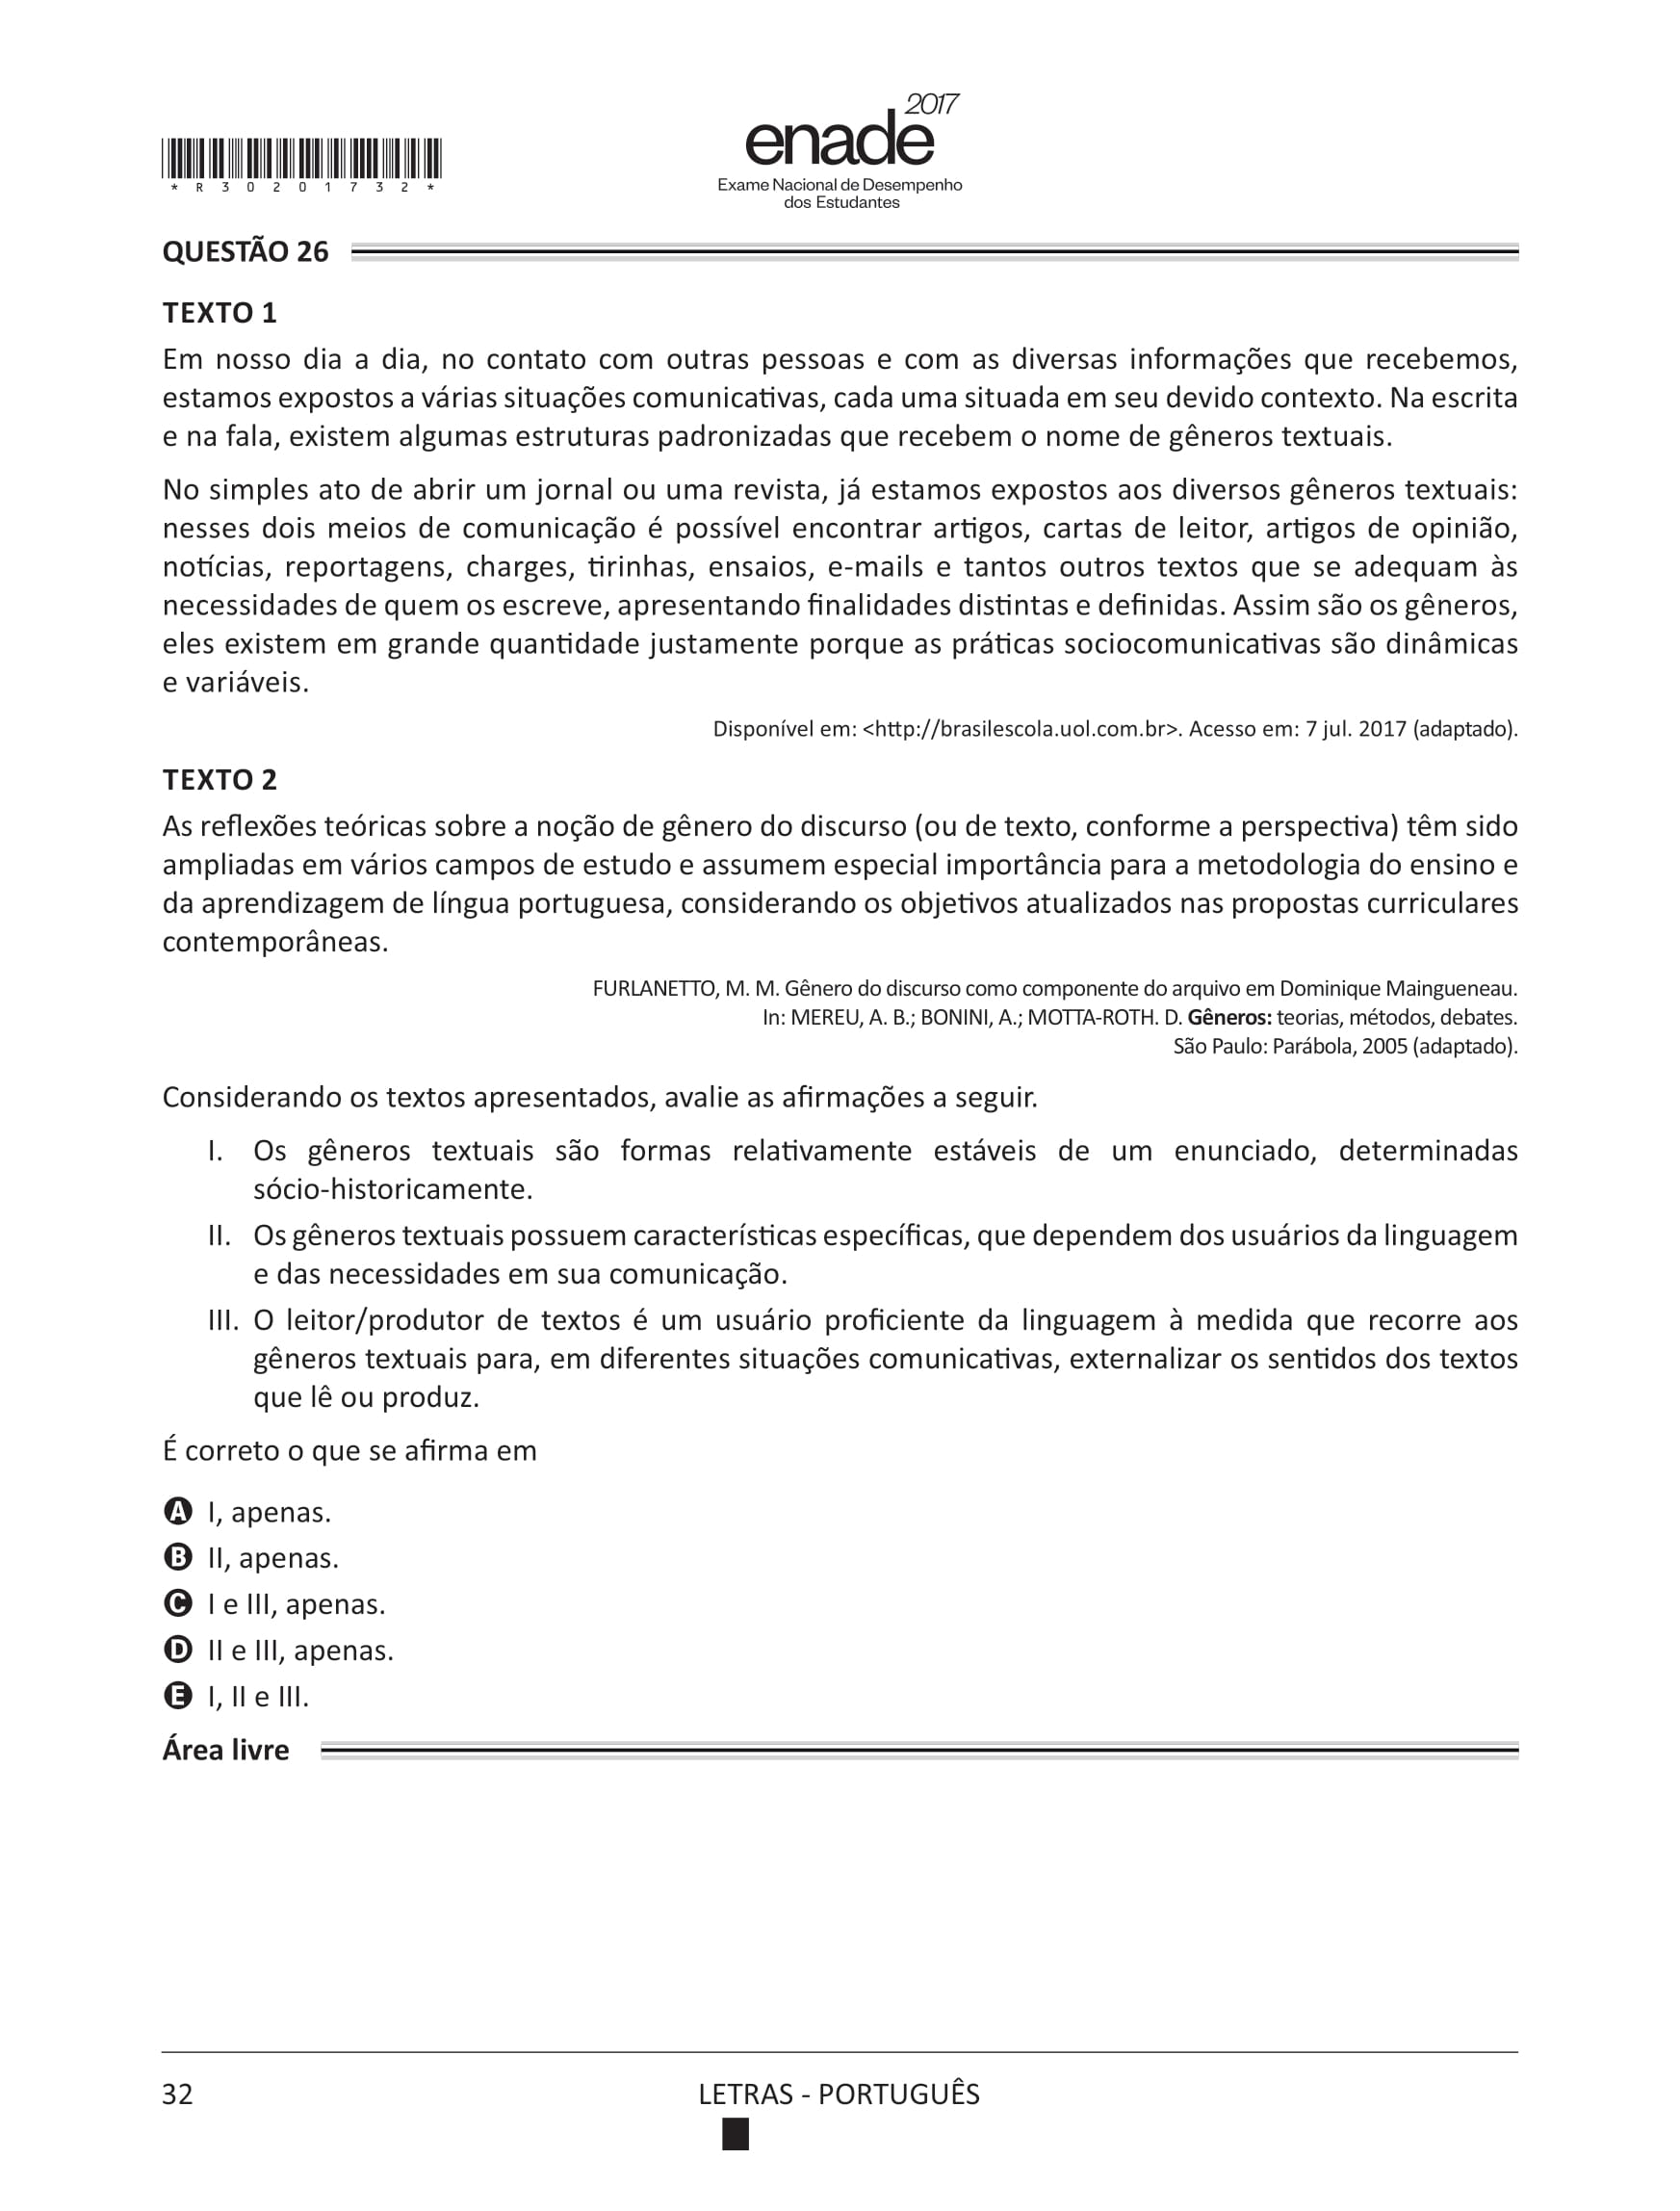 2017
enade
Exame Nacional de Desempenho
dos Estudantes
*R30201732*
QUESTÃO 26
TEXTO 1
Em nosso dia a dia, no contato com outras pessoas e com as diversas informações que recebemos,
estamos expostos a várias situações comunicativas, cada uma situada em seu devido contexto. Na escrita
e na fala, existem algumas estruturas padronizadas que recebem o nome de gêneros textuais.
No simples ato de abrir um jornal ou uma revista, já estamos expostos aos diversos gêneros textuais:
nesses dois meios de comunicação é possível encontrar artigos, cartas de leitor, artigos de opinião,
notícias, reportagens, charges, tirinhas, ensaios, e-mails e tantos outros textos que se adequam às
necessidades de quem os escreve, apresentando finalidades distintas e definidas. Assim são os gêneros,
eles existem em grande quantidade justamente porque as práticas sociocomunicativas são dinâmicas
e variáveis.
Disponível em: <http://brasilescola.uol.com.br>. Acesso em: 7 jul. 2017 (adaptado).
TEXTO 2
As reflexões teóricas sobre a noção de gênero do discurso (ou de texto, conforme a perspectiva) têm sido
ampliadas em vários campos de estudo e assumem especial importância para a metodologia do ensino e
da aprendizagem de língua portuguesa, considerando os objetivos atualizados nas propostas curriculares
contemporâneas.
FURLANETTO, M. M. Gênero do discurso como componente do arquivo em Dominique Maingueneau.
In: MEREU, A. B.; BONINI, A.; MOTTA-ROTH. D. Gêneros: teorias, métodos, debates.
São Paulo: Parábola, 2005 (adaptado).
Considerando os textos apresentados, avalie as afirmações a seguir.
I. Os gêneros textuais são formas relativamente estáveis de um enunciado, determinadas
sócio-historicamente.
II. Os gêneros textuais possuem características específicas, que dependem dos usuários da linguagem
e das necessidades em sua comunicação.
III. O leitor/produtor de textos é um usuário proficiente da linguagem à medida que recorre aos
gêneros textuais para, em diferentes situações comunicativas, externalizar os sentidos dos textos
que lê ou produz.
É correto o que se afirma em
A I, apenas.
B II, apenas.
C I e III, apenas.
D II e III, apenas.
E I, II e III.
Área livre
32
LETRAS - PORTUGUÊS